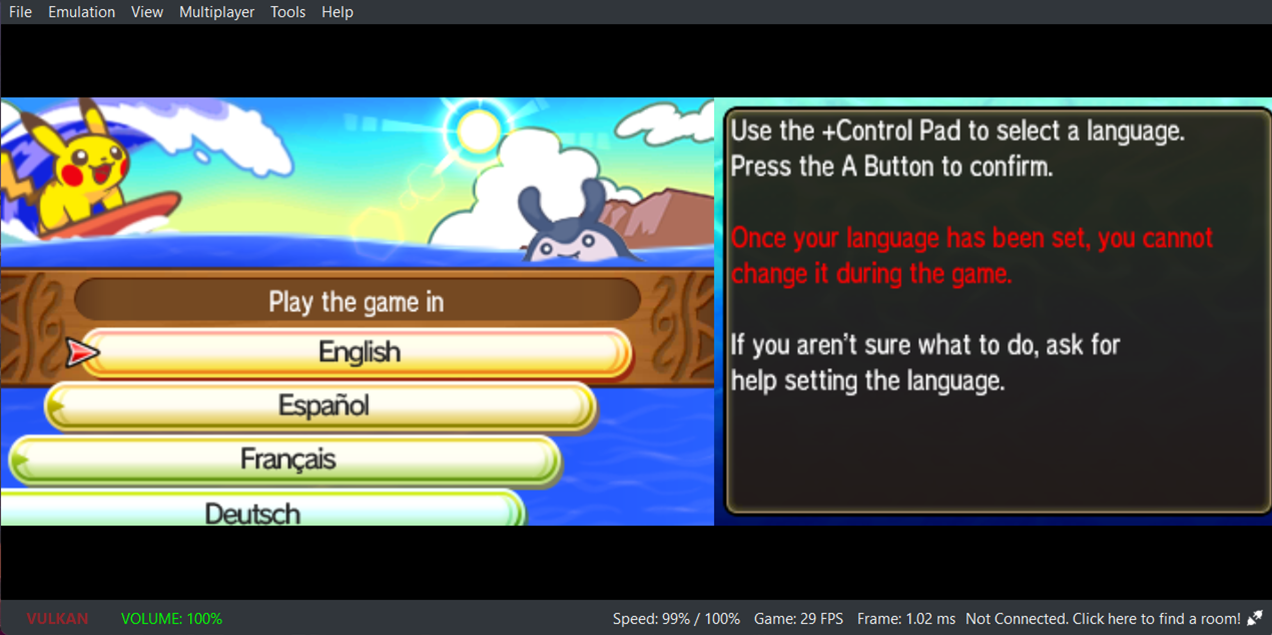 File Emulation View Multiplayer Tools Help
Play the game in
English
Español
Français
Deutsch
Use the +Control Pad to select a language.
Press the A Button to confirm.
Once your language has been set, you cannot
change it during the game.
If you aren't sure what to do, ask for
help setting the language.
VULKAN VOLUME: 100% Speed: 99% / 100% Game: 29 FPS Frame: 1.02 ms Not Connected. Click here to find a room!